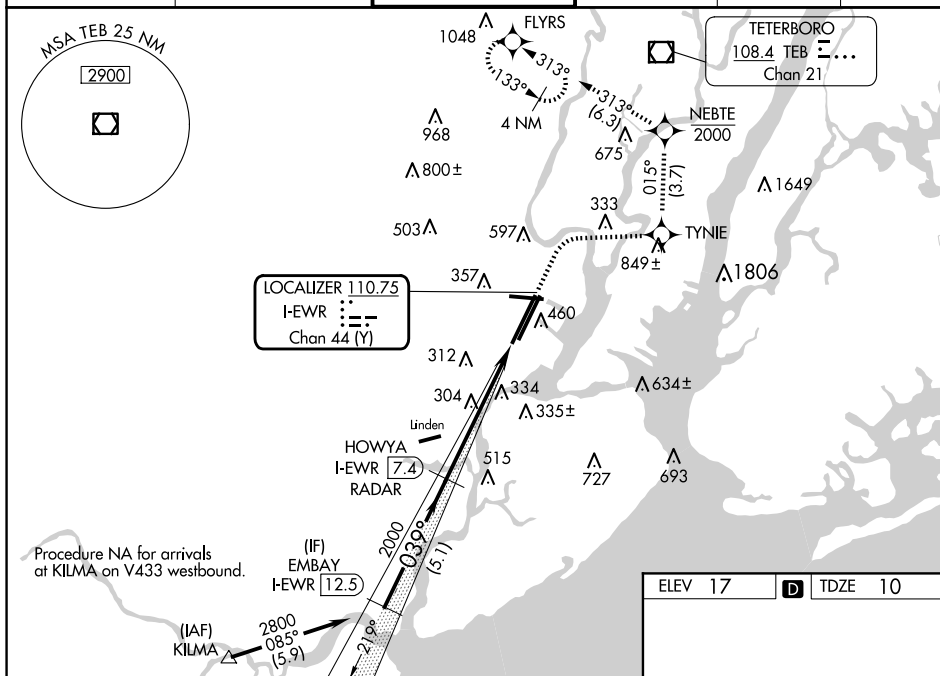 MSA TEB 25 NM
2900
1048
FLYRS
313°
133°
4 NM
313°
(6.3)
TETERBORO
108.4 TEB
Chan 21
NEBTE
2000
968
675
800±
015°
(3.7)
1649
333
503
597
TYNIE
849±
1806
357
LOCALIZER 110.75
I-EWR
Chan 44 (Y)
460
312
634±
304
334
335±
Linden
HOWYA
I-EWR 7.4
RADAR
515
727
693
2000
039°
(5.1)
Procedure NA for arrivals
at KILMA on V433 westbound.
(IF)
EMBAY
I-EWR 12.5
ELEV 17
D
TDZE 10
(IAF)
KILMA
2800
085°
(5.9)
219°